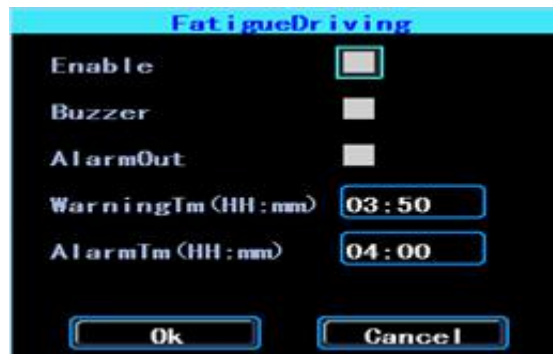 FatigueDriving
Enable
Buzzer
AlarmOut
WarningTm(HH:mm) 03:50
AlarmTm(HH:mm) 04:00
Ok Cancel